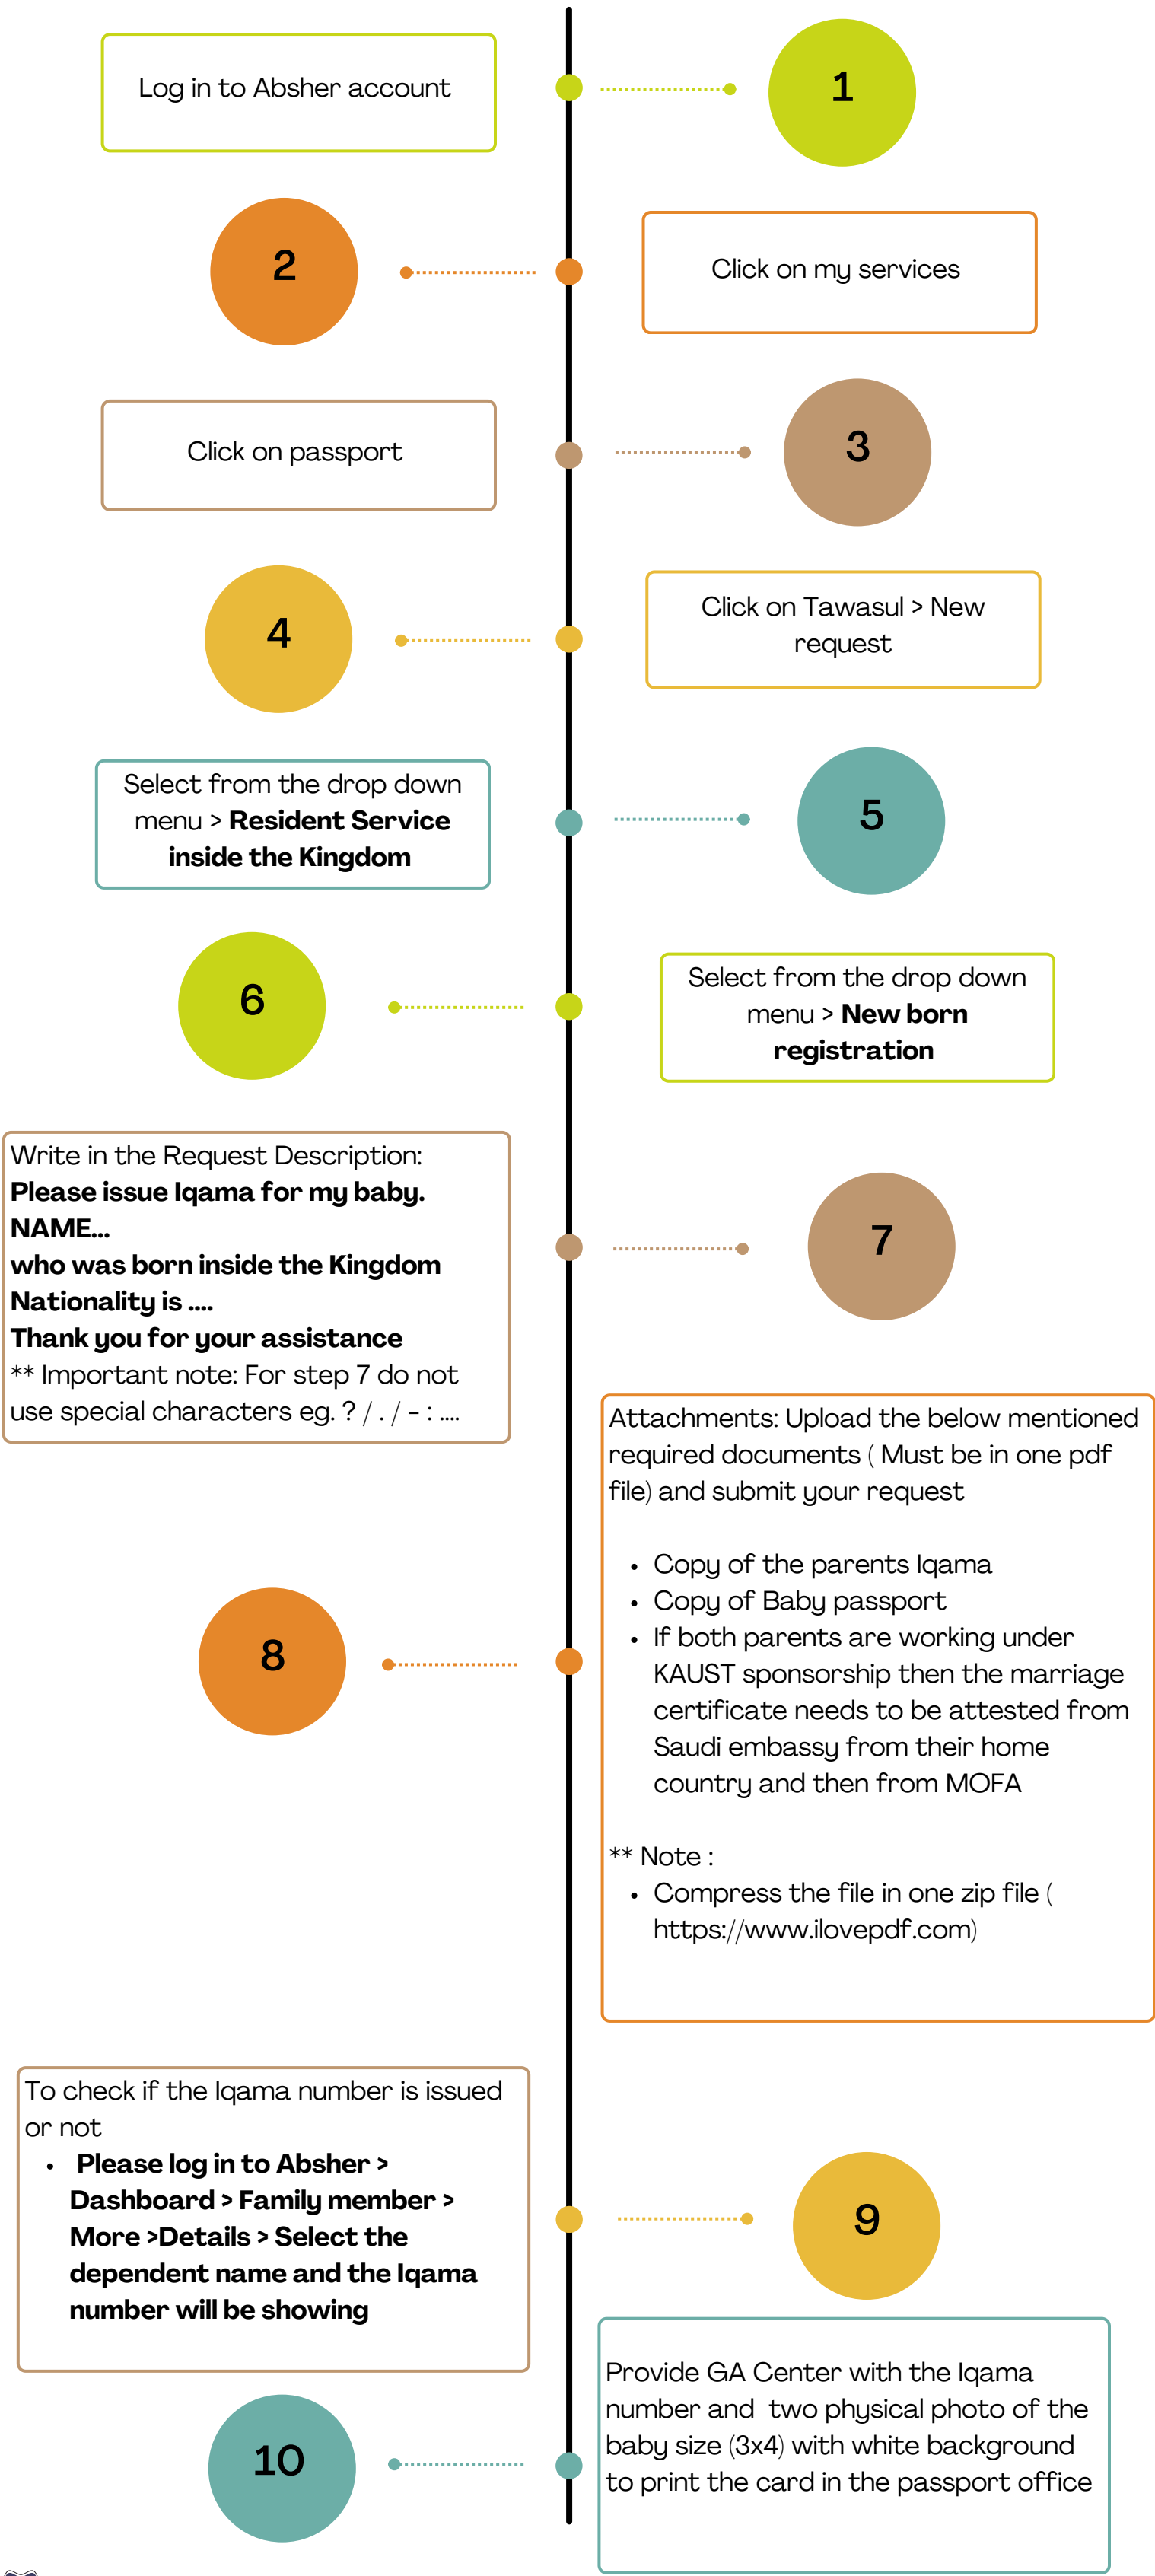 Log in to Absher account
1
2
Click on my services
Click on passport
3
4
Click on Tawasul > New
request
Select from the drop down
menu > Resident Service
inside the Kingdom
5
6
Select from the drop down
menu > New born
registration
Write in the Request Description:
Please issue Iqama for my baby.
NAME...
who was born inside the Kingdom
Nationality is ....
Thank you for your assistance
** Important note: For step 7 do not
use special characters eg. ? / . / - : ....
7
8
Attachments: Upload the below mentioned
required documents ( Must be in one pdf
file) and submit your request
• Copy of the parents Iqama
• Copy of Baby passport
• If both parents are working under
KAUST sponsorship then the marriage
certificate needs to be attested from
Saudi embassy from their home
country and then from MOFA
** Note :
• Compress the file in one zip file (
https://www.ilovepdf.com)
To check if the Iqama number is issued
or not
• Please log in to Absher >
Dashboard > Family member >
More >Details > Select the
dependent name and the Iqama
number will be showing
9
10
Provide GA Center with the Iqama
number and two physical photo of the
baby size (3x4) with white background
to print the card in the passport office